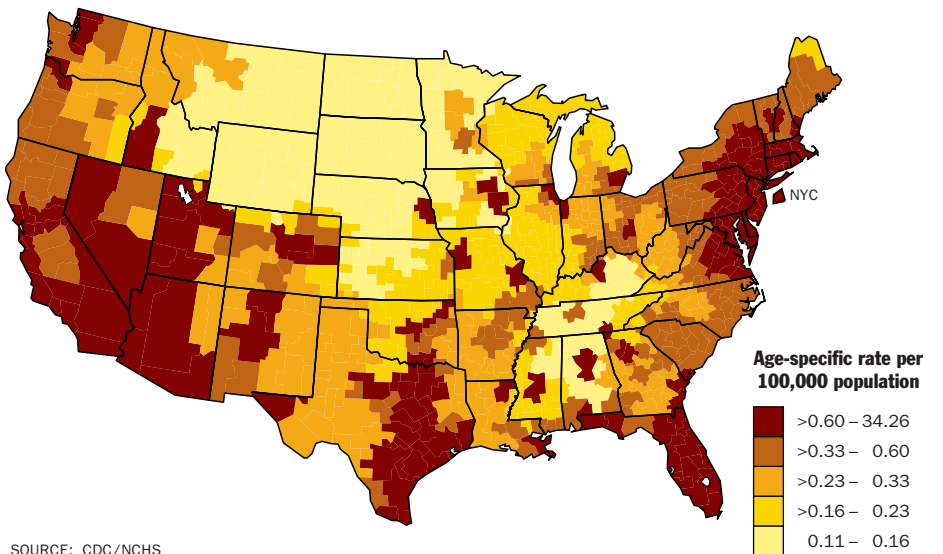 NYC
Age-specific rate per
100,000 population
>0.60 – 34.26
>0.33 – 0.60
>0.23 – 0.33
>0.16 – 0.23
0.11 – 0.16
SOURCE: CDC/NCHS